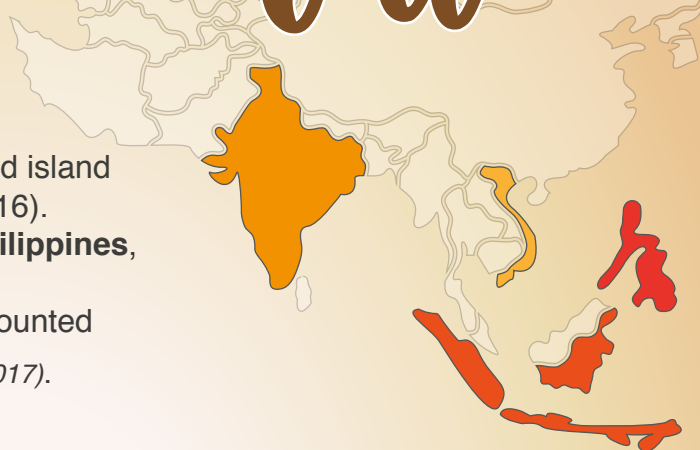 d island
16).
ilippines,
ounted
017).